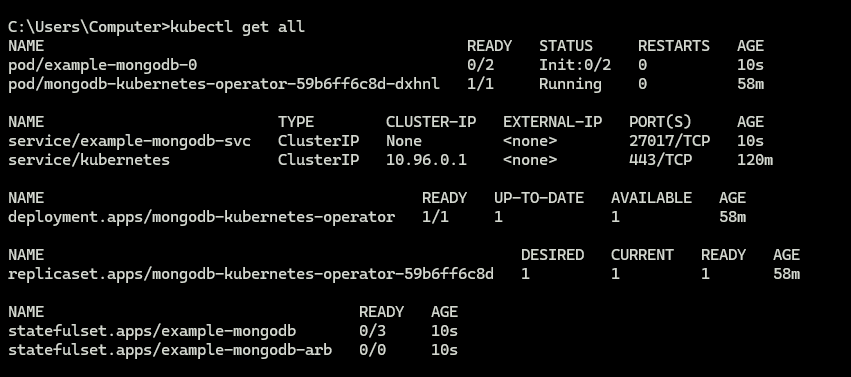 C:\Users\Computer>kubectl get all
NAME READY STATUS RESTARTS AGE
pod/example-mongodb-0 0/2 Init:0/2 0 10s
pod/mongodb-kubernetes-operator-59b6ff6c8d-dxhnl 1/1 Running 0 58m
NAME TYPE CLUSTER-IP EXTERNAL-IP PORT(S) AGE
service/example-mongodb-svc ClusterIP None <none> 27017/TCP 10s
service/kubernetes ClusterIP 10.96.0.1 <none> 443/TCP 120m
NAME READY UP-TO-DATE AVAILABLE AGE
deployment.apps/mongodb-kubernetes-operator 1/1 1 1 58m
NAME DESIRED CURRENT READY AGE
replicaset.apps/mongodb-kubernetes-operator-59b6ff6c8d 1 1 1 58m
NAME READY AGE
statefulset.apps/example-mongodb 0/3 10s
statefulset.apps/example-mongodb-arb 0/0 10s